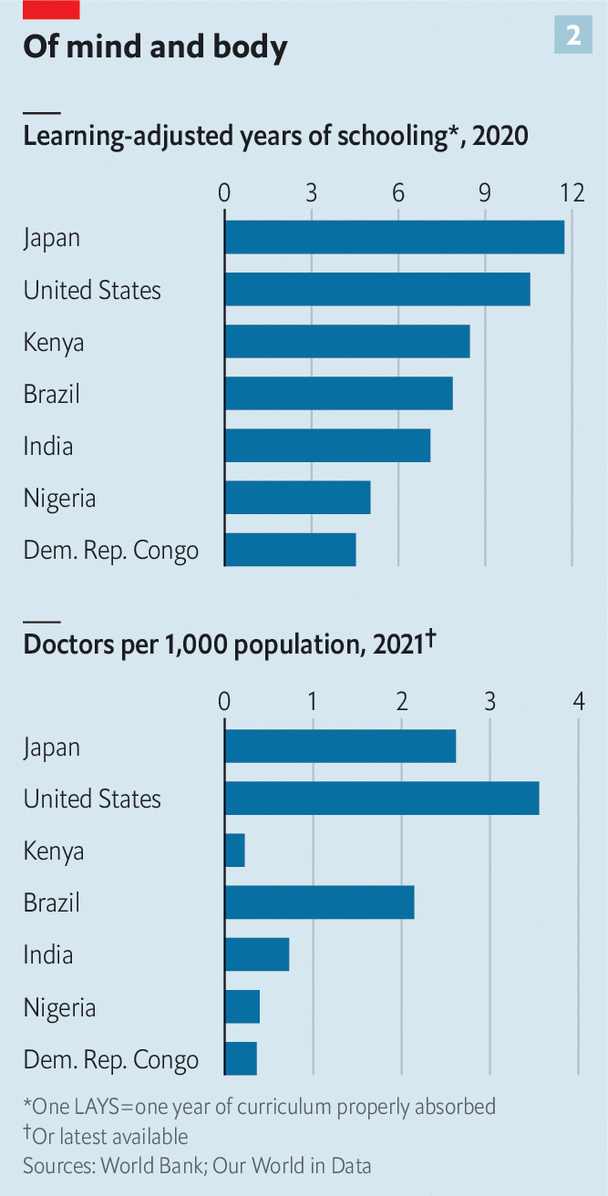 2
Of mind and body
Learning-adjusted years of schooling*, 2020
0 3 6 9 12
Japan
United States
Kenya
Brazil
India
Nigeria
Dem. Rep. Congo
Doctors per 1,000 population, 2021†
0 1 2 3 4
Japan
United States
Kenya
Brazil
India
Nigeria
Dem. Rep. Congo
*One LAYS=one year of curriculum properly absorbed
†Or latest available
Sources: World Bank; Our World in Data